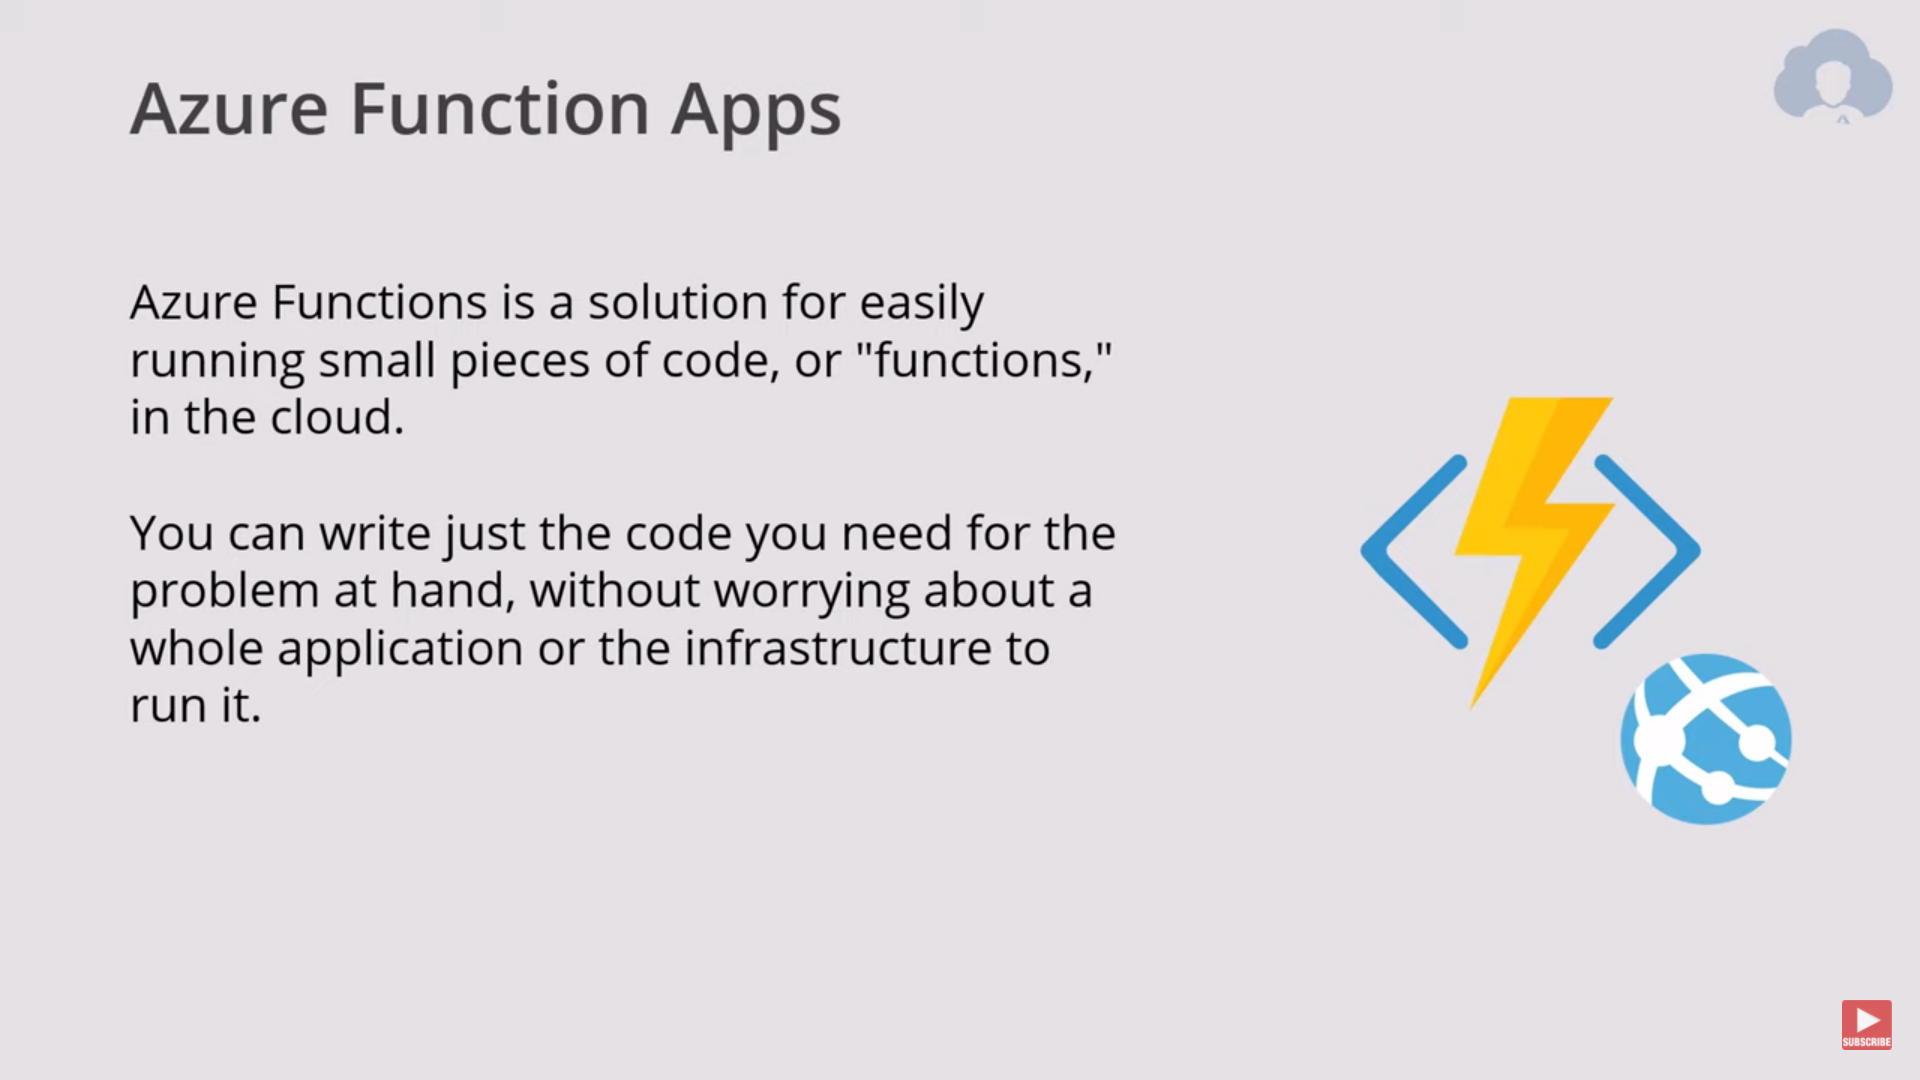 Azure Function Apps
Azure Functions is a solution for easily
running small pieces of code, or "functions,"
in the cloud.
You can write just the code you need for the
problem at hand, without worrying about a
whole application or the infrastructure to
run it.
SUBSCRIBE